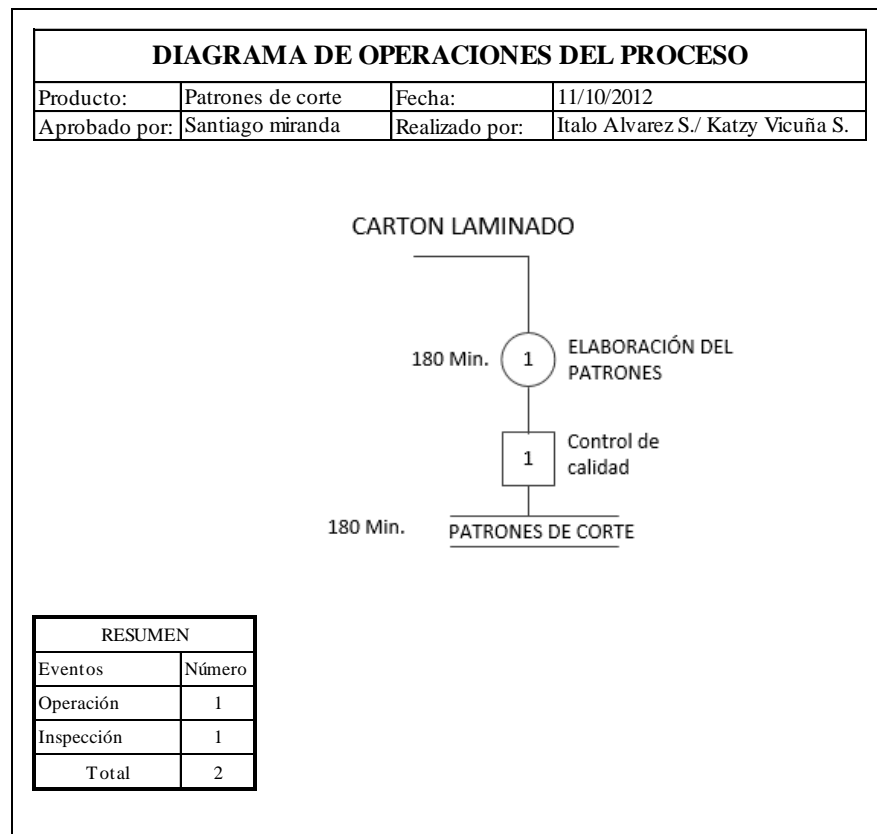 DIAGRAMA DE OPERACIONES DEL PROCESO
Producto: Patrones de corte Fecha: 11/10/2012
Aprobado por: Santiago miranda Realizado por: Italo Alvarez S./ Katzy Vicuña S.
CARTON LAMINADO
180 Min. 1 ELABORACIÓN DEL
PATRONES
1 Control de
calidad
180 Min. PATRONES DE CORTE
RESUMEN
Eventos Número
Operación 1
Inspección 1
Total 2